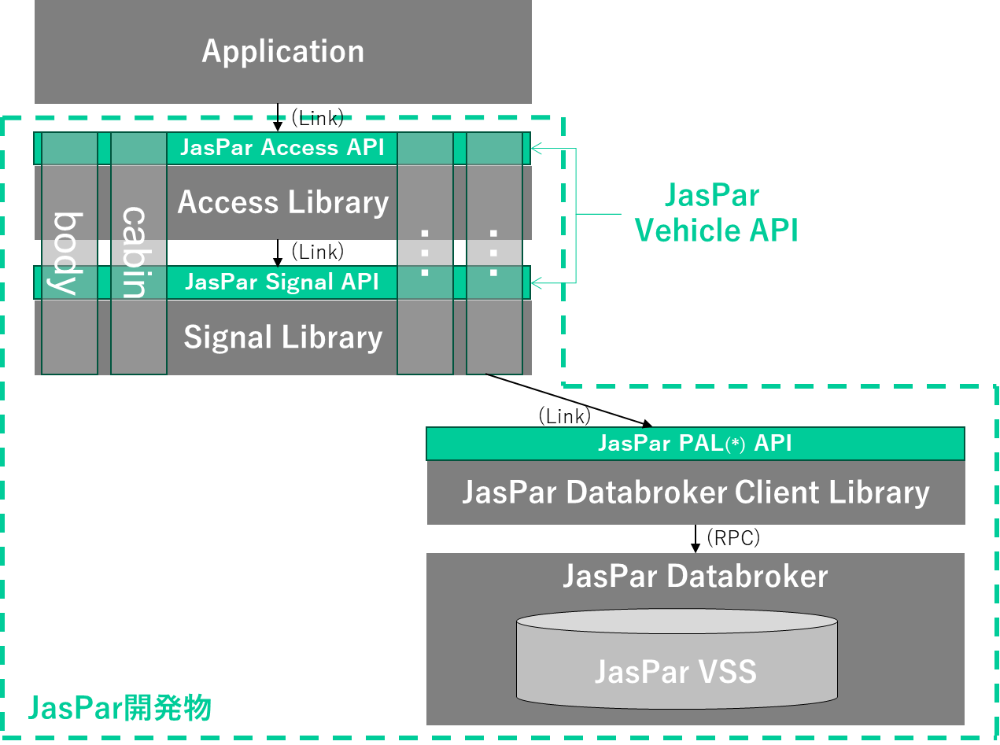 Application
(Link)
JasPar Access API
Access Library
(Link)
JasPar Signal API
Signal Library
body
cabin
...
...
JasPar
Vehicle API
(Link)
JasPar PAL(*) API
JasPar Databroker Client Library
(RPC)
JasPar Databroker
JasPar VSS
JasPar開発物